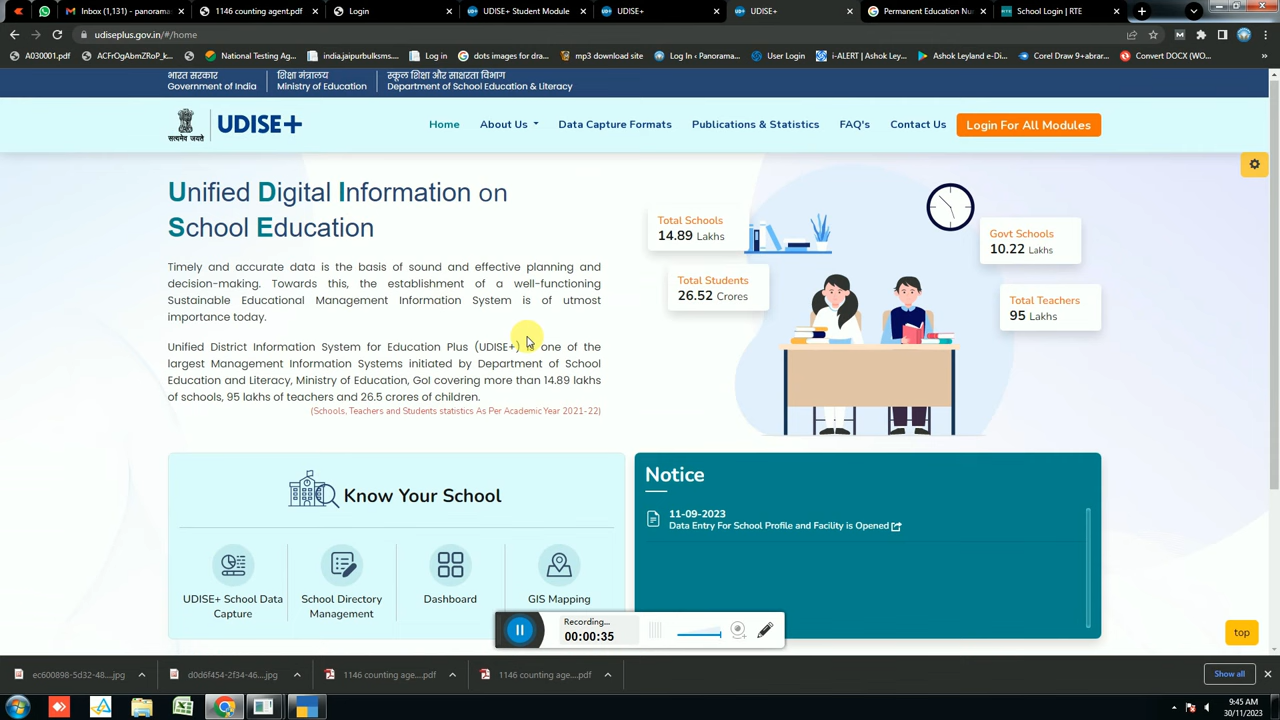 Inbox (1,131) - panorama
1146 counting agent.pdf
Login
UDISE+ Student Module
UDISE+
UDISE+
Permanent Education Nu
School Login | RTE
udiseplus.gov.in/#/home
A030001.pdf
ACFrOgAbmZRoP_k...
National Testing Ag...
india.jaipurbulksms....
Log in
dots images for dra...
mp3 download site
Log In ‹ Panorama...
User Login
i-ALERT | Ashok Ley...
Ashok Leyland e-Di...
Corel Draw 9+abrar...
Convert DOCX (WO...
भारत सरकार
Government of India
शिक्षा मंत्रालय
Ministry of Education
स्कूल शिक्षा और साक्षरता विभाग
Department of School Education & Literacy
सत्यमेव जयते
UDISE+
Home
About Us
Data Capture Formats
Publications & Statistics
FAQ's
Contact Us
Login For All Modules
Unified Digital Information on
School Education
Timely and accurate data is the basis of sound and effective planning and
decision-making. Towards this, the establishment of a well-functioning
Sustainable Educational Management Information System is of utmost
importance today.
Unified District Information System for Education Plus (UDISE+) is one of the
largest Management Information Systems initiated by Department of School
Education and Literacy, Ministry of Education, GoI covering more than 14.89 lakhs
of schools, 95 lakhs of teachers and 26.5 crores of children.
(Schools, Teachers and Students statistics As Per Academic Year 2021-22)
Total Schools
14.89 Lakhs
Total Students
26.52 Crores
Govt Schools
10.22 Lakhs
Total Teachers
95 Lakhs
Know Your School
UDISE+ School Data
Capture
School Directory
Management
Dashboard
GIS Mapping
Notice
11-09-2023
Data Entry For School Profile and Facility is Opened
Recording...
00:00:35
top
ec600898-5d32-48....jpg
d0d6f454-2f34-46....jpg
1146 counting age....pdf
1146 counting age....pdf
Show all
9:45 AM
30/11/2023